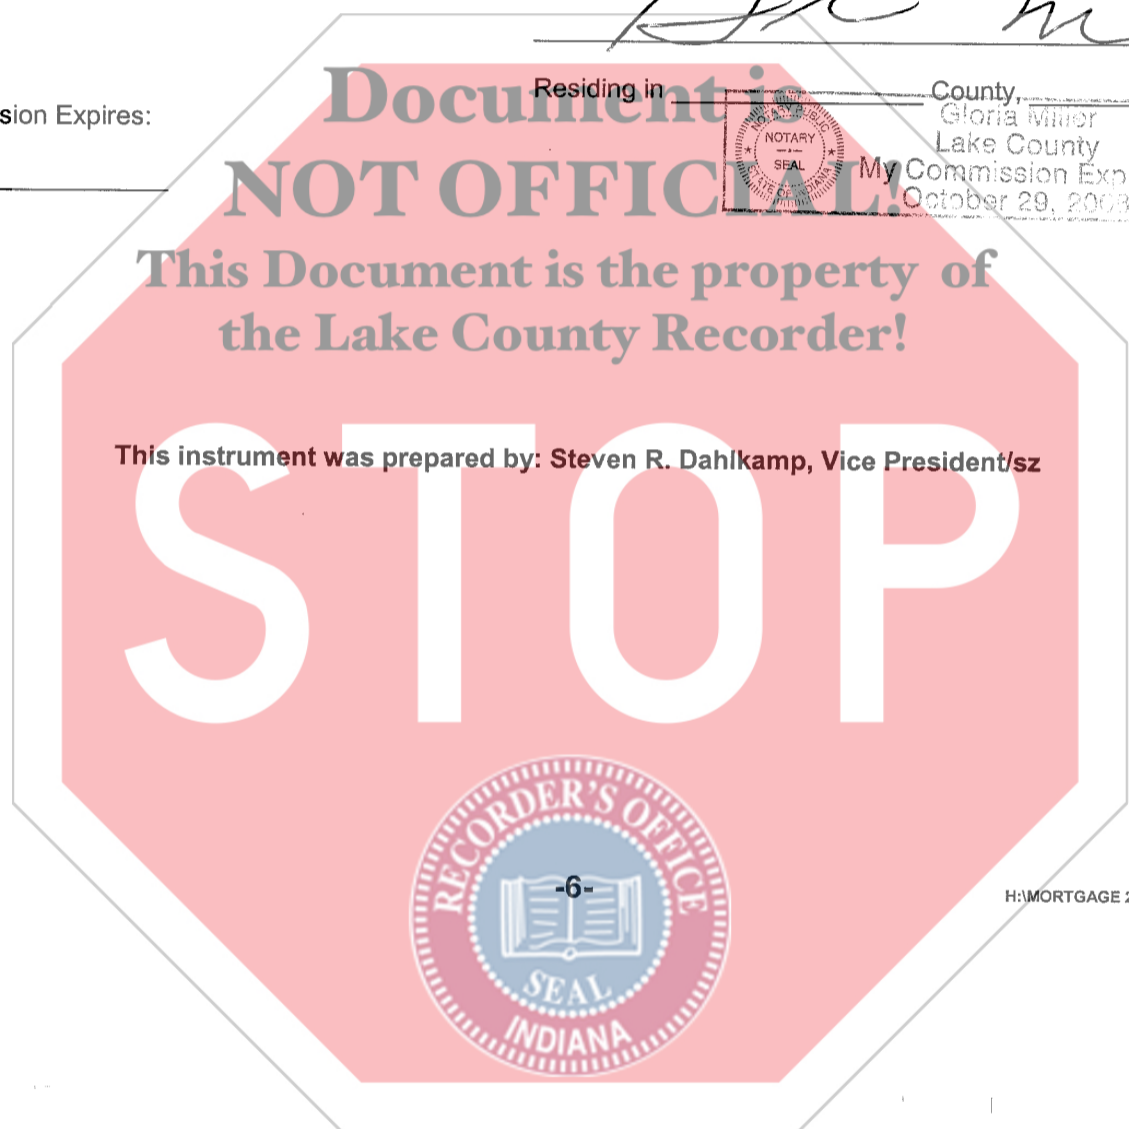 Residing in County,
sion Expires:
Gloria Miller
Lake County
My Commission Exp
October 29, 2008
NOTARY PUBLIC
NOTARY
SEAL
STATE OF INDIANA
Document is
NOT OFFICIAL!
This Document is the property of
the Lake County Recorder!
This instrument was prepared by: Steven R. Dahlkamp, Vice President/sz
STOP
RECORDER'S OFFICE
-6-
SEAL
INDIANA
H:\MORTGAGE 2